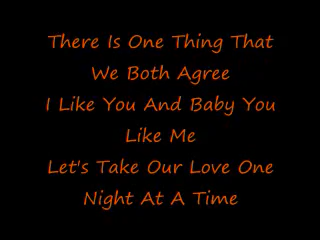 There Is One Thing That
We Both Agree
I Like You And Baby You
Like Me
Let's Take Our Love One
Night At A Time